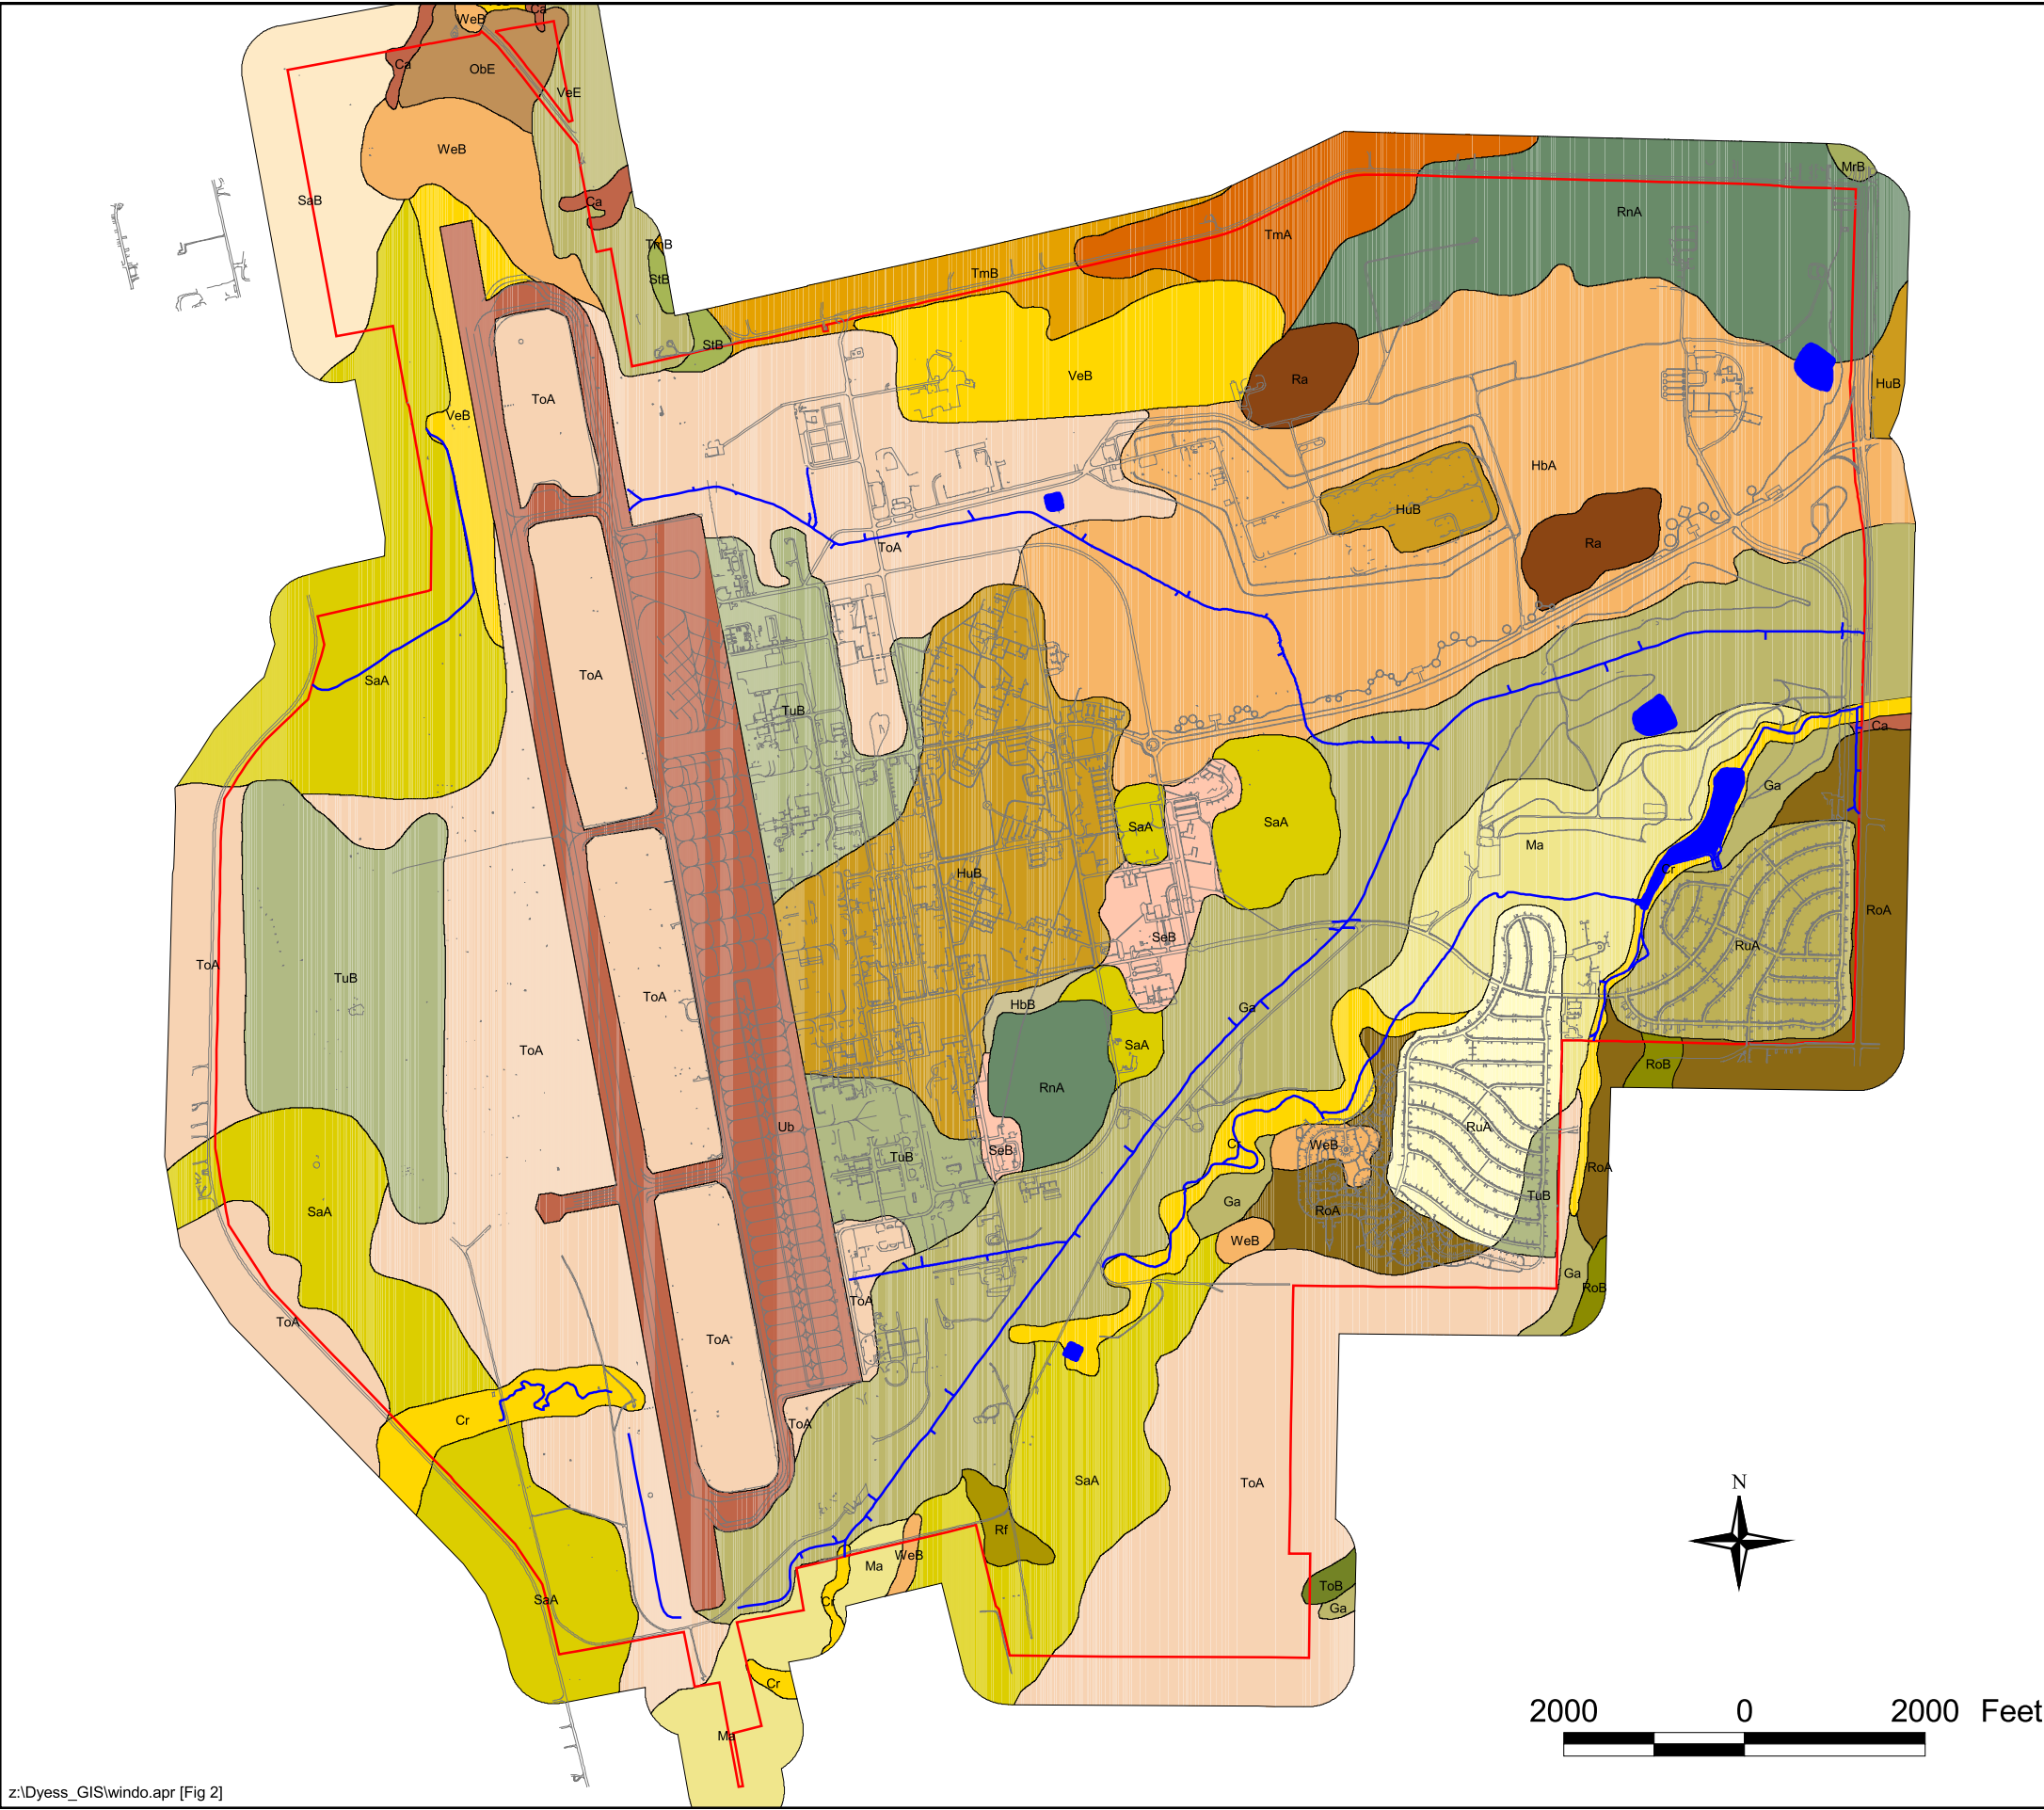 WeB
Ca
Ca
ObE
VeE
WeB
MrB
SaB
Ca
RnA
TmA
TmB
TmB
StB
StB
VeB
Ra
HuB
ToA
VeB
HbA
HuB
Ra
ToA
SaA
ToA
TuB
Ca
Ga
SaA
SaA
Ma
HuB
Cr
RoA
SeB
RuA
ToA
TuB
ToA
HbB
Ga
ToA
SaA
RoB
RnA
Ub
RuA
Cr
WeB
SeB
TuB
RoA
TuB
Ga
SaA
RoA
WeB
Ga
RoB
ToA
ToA
ToA
Cr
ToA
SaA
ToA
N
Rf
WeB
Ma
ToB
SaA
Cr
Ga
Cr
Ma
2000 0 2000 Feet
z:\Dyess_GIS\windo.apr [Fig 2]